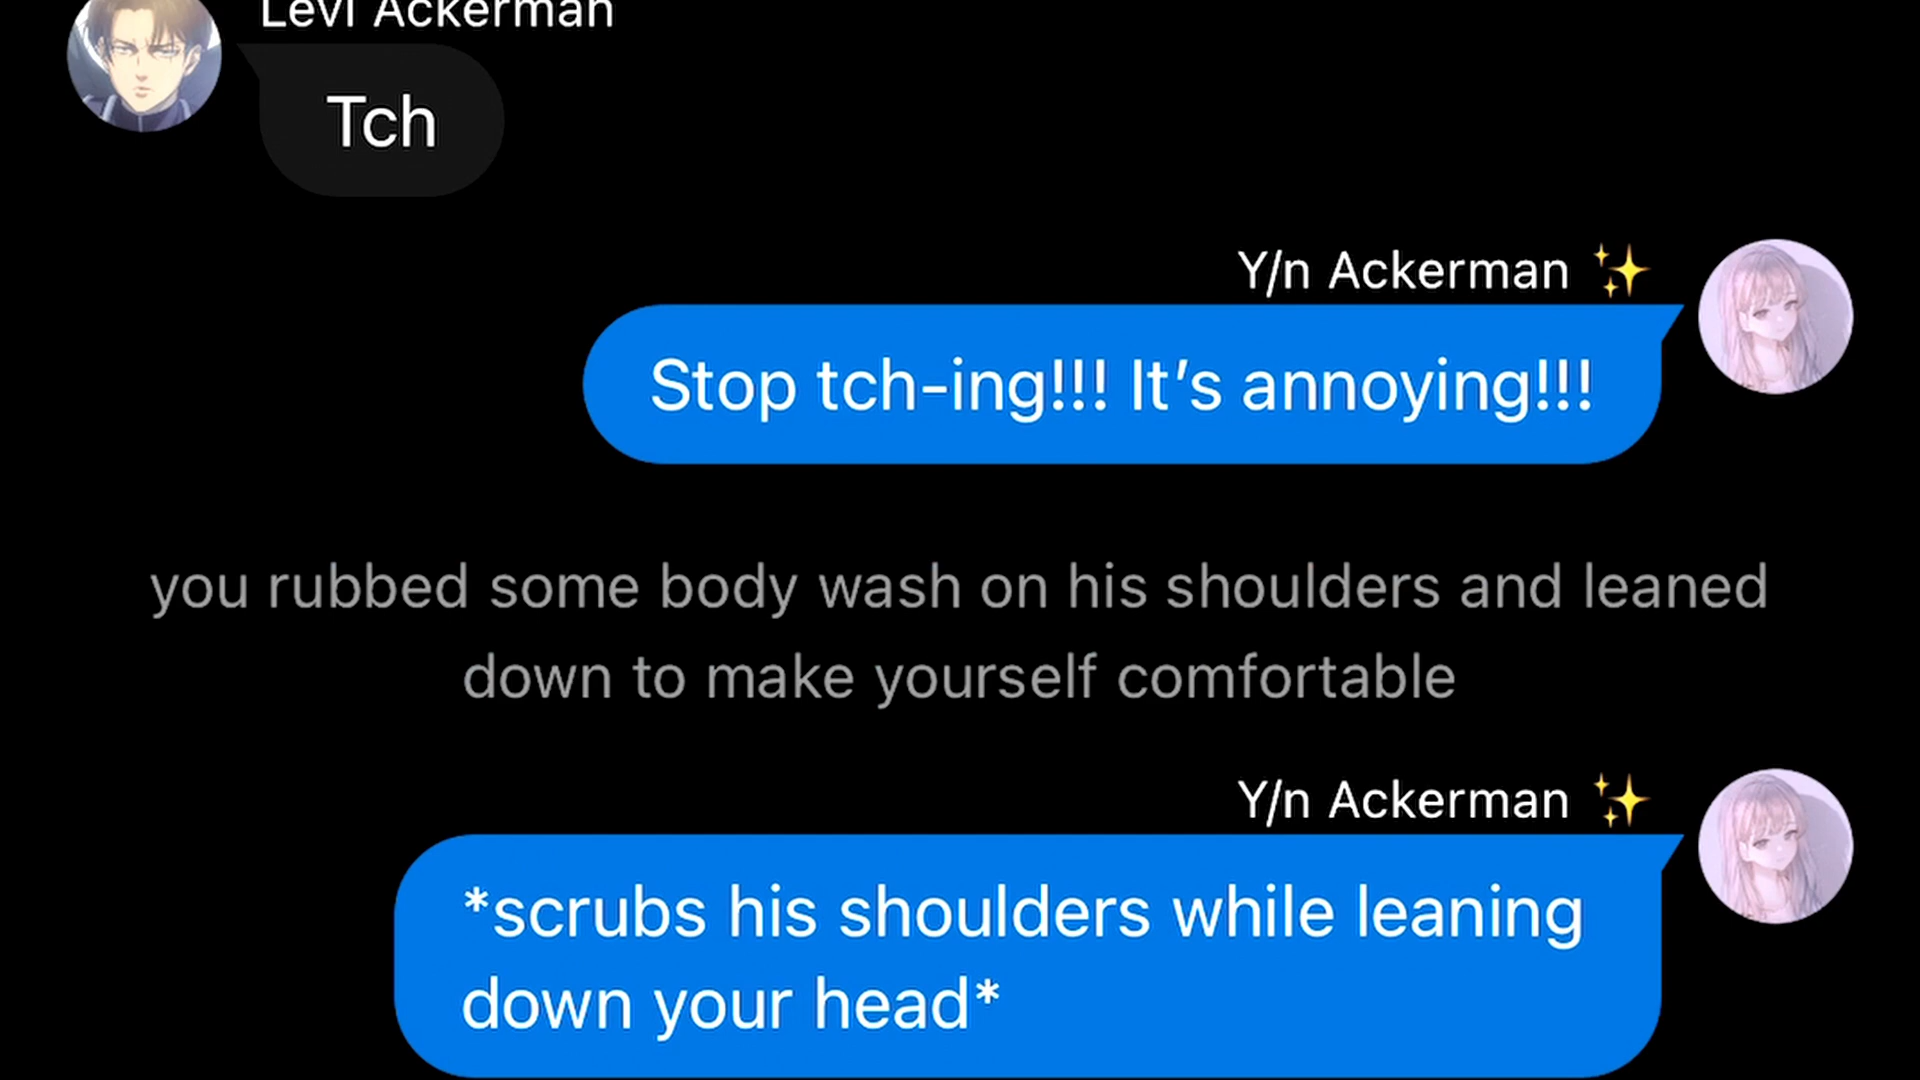 Levi Ackerman
Tch
Y/n Ackerman ✨
Stop tch-ing!!! It’s annoying!!!
you rubbed some body wash on his shoulders and leaned
down to make yourself comfortable
Y/n Ackerman ✨
*scrubs his shoulders while leaning
down your head*